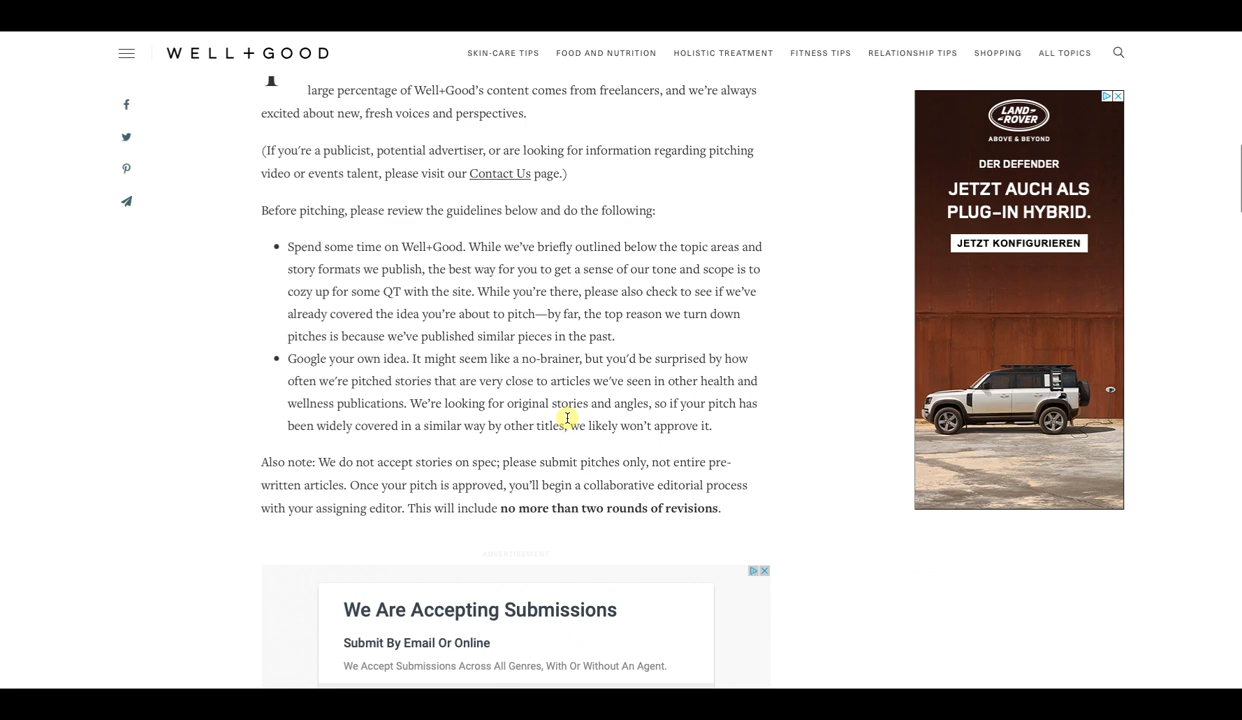 WELL+GOOD
SKIN-CARE TIPS
FOOD AND NUTRITION
HOLISTIC TREATMENT
FITNESS TIPS
RELATIONSHIP TIPS
SHOPPING
ALL TOPICS
large percentage of Well+Good's content comes from freelancers, and we're always
excited about new, fresh voices and perspectives.
(If you're a publicist, potential advertiser, or are looking for information regarding pitching
video or events talent, please visit our Contact Us page.)
Before pitching, please review the guidelines below and do the following:
Spend some time on Well+Good. While we've briefly outlined below the topic areas and
story formats we publish, the best way for you to get a sense of our tone and scope is to
cozy up for some QT with the site. While you're there, please also check to see if we've
already covered the idea you're about to pitch—by far, the top reason we turn down
pitches is because we've published similar pieces in the past.
Google your own idea. It might seem like a no-brainer, but you'd be surprised by how
often we're pitched stories that are very close to articles we've seen in other health and
wellness publications. We're looking for original stories and angles, so if your pitch has
been widely covered in a similar way by other titles, we likely won't approve it.
Also note: We do not accept stories on spec; please submit pitches only, not entire pre-
written articles. Once your pitch is approved, you'll begin a collaborative editorial process
with your assigning editor. This will include no more than two rounds of revisions.
ADVERTISEMENT
We Are Accepting Submissions
Submit By Email Or Online
We Accept Submissions Across All Genres, With Or Without An Agent.
LAND-
ROVER
ABOVE & BEYOND
DER DEFENDER
JETZT AUCH ALS
PLUG-IN HYBRID.
JETZT KONFIGURIEREN